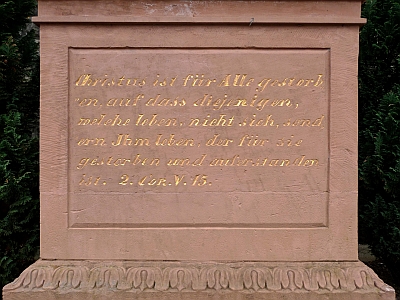 Christus ist für Alle gestorb
en, auf dass diejenigen,
welche leben, nicht sich, sond
ern Ihm leben, der für sie
gestorben und auferstanden
ist. 2. Cor. V. 15.